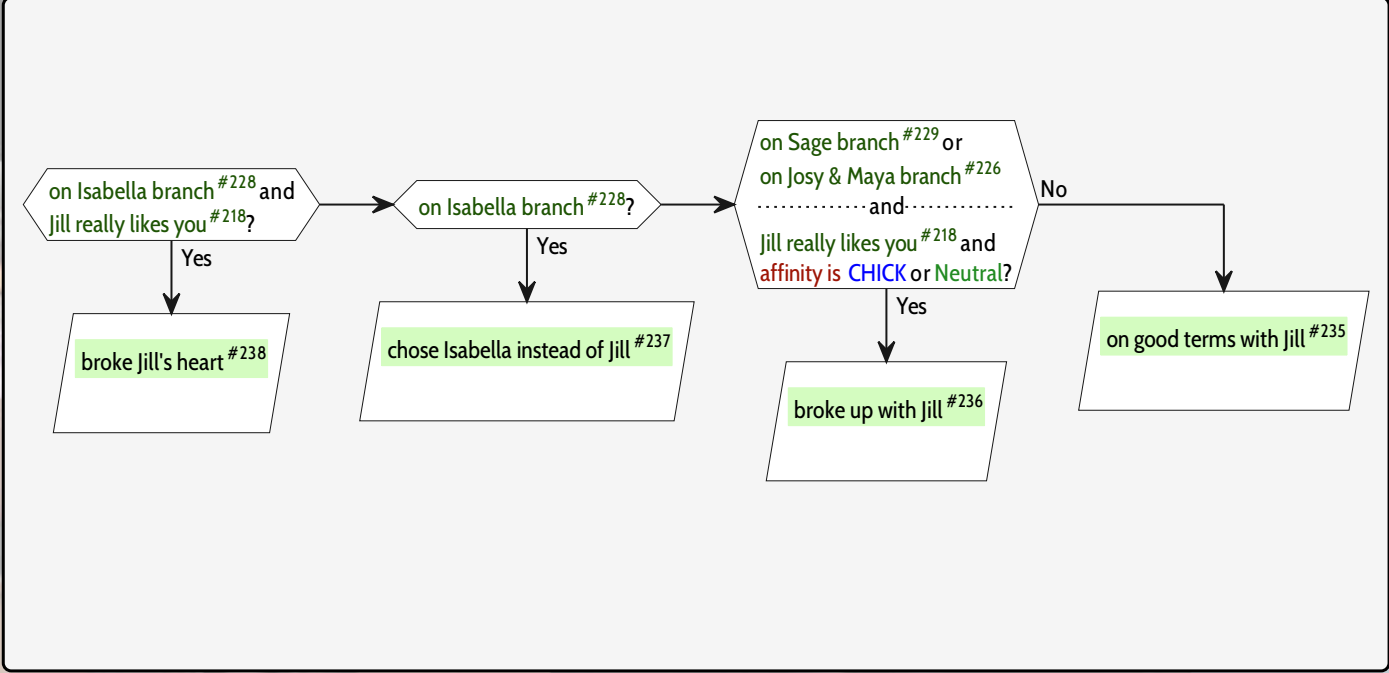 on Isabella branch #228 and
Jill really likes you #218?
Yes
broke Jill's heart #238
on Isabella branch #228?
Yes
chose Isabella instead of Jill #237
on Sage branch #229 or
on Josy & Maya branch #226
and
Jill really likes you #218 and
affinity is CHICK or Neutral?
Yes
broke up with Jill #236
No
on good terms with Jill #235